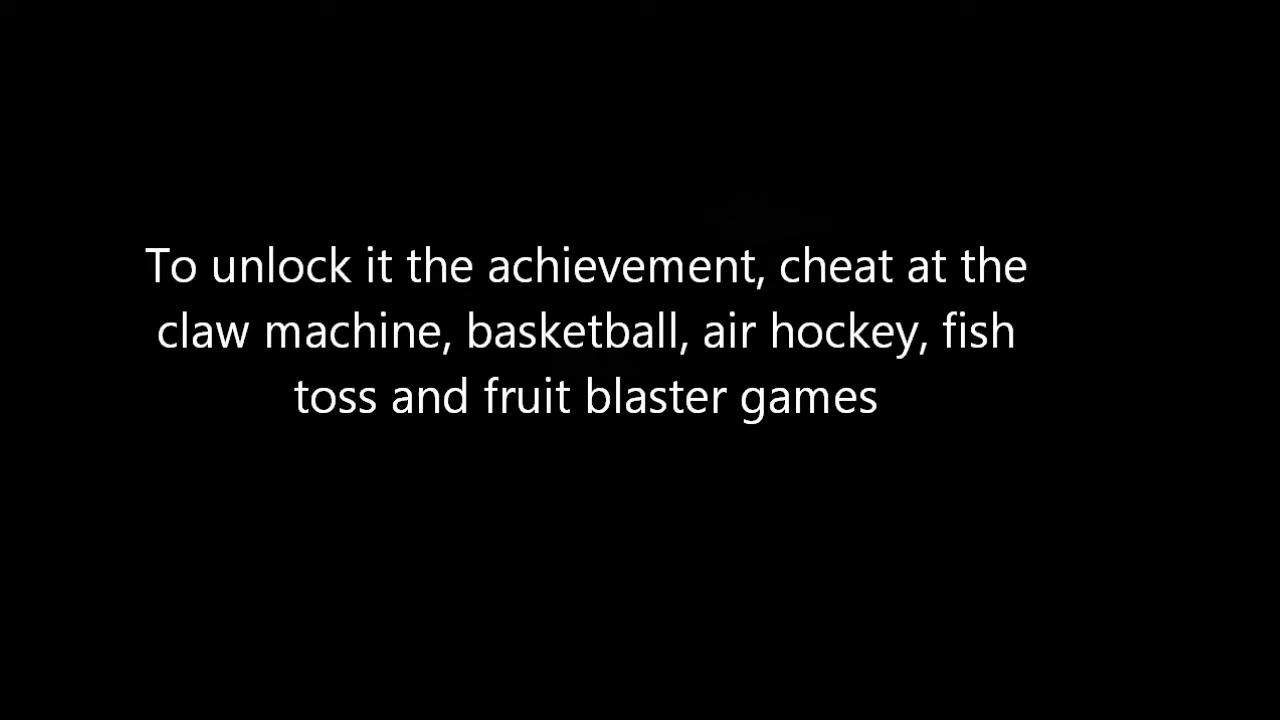 To unlock it the achievement, cheat at the
claw machine, basketball, air hockey, fish
toss and fruit blaster games